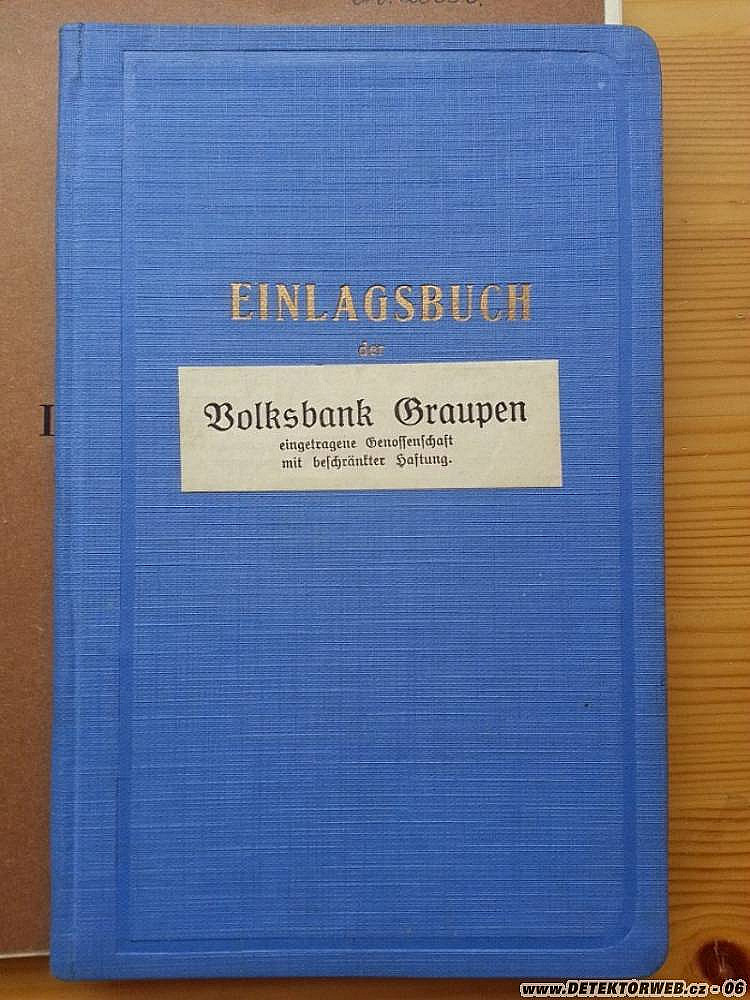 EINLAGSBUCH
der
Volksbank Graupen
eingetragene Genossenschaft
mit beschränkter Haftung.
www.DETEKTORWEB.cz - 06